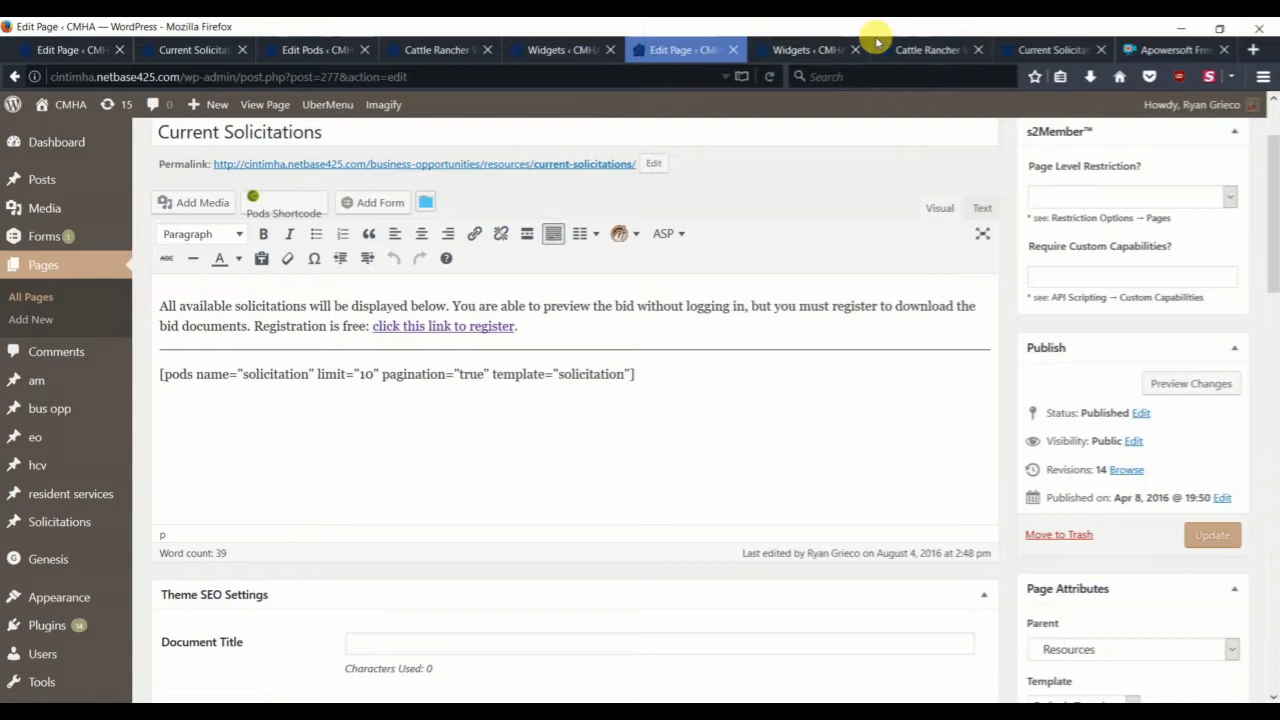 Edit Page ‹ CMHA — WordPress - Mozilla Firefox
Edit Page ‹ CMH
Current Solicitat
Edit Pods ‹ CMH
Cattle Rancher W
Widgets ‹ CMHA
Edit Page ‹ CMH
Widgets ‹ CMHA
Cattle Rancher W
Current Solicitat
Apowersoft Free
cintimha.netbase425.com/wp-admin/post.php?post=277&action=edit
Search
CMHA
15
0
New
View Page
UberMenu
Imagify
Howdy, Ryan Grieco
Dashboard
Posts
Media
Forms 1
Pages
All Pages
Add New
Comments
am
bus opp
eo
hcv
resident services
Solicitations
Genesis
Appearance
Plugins 14
Users
Tools
Current Solicitations
Permalink: http://cintimha.netbase425.com/business-opportunities/resources/current-solicitations/ Edit
Add Media
Pods Shortcode
Add Form
Visual
Text
Paragraph
B
I
ASP
ABC
A
All available solicitations will be displayed below. You are able to preview the bid without logging in, but you must register to download the
bid documents. Registration is free: click this link to register.
[pods name="solicitation" limit="10" pagination="true" template="solicitation"]
p
Word count: 39
Last edited by Ryan Grieco on August 4, 2016 at 2:48 pm
Theme SEO Settings
Document Title
Characters Used: 0
s2Member™
Page Level Restriction?
* see: Restriction Options → Pages
Require Custom Capabilities?
* see: API Scripting → Custom Capabilities
Publish
Preview Changes
Status: Published Edit
Visibility: Public Edit
Revisions: 14 Browse
Published on: Apr 8, 2016 @ 19:50 Edit
Move to Trash
Update
Page Attributes
Parent
Resources
Template